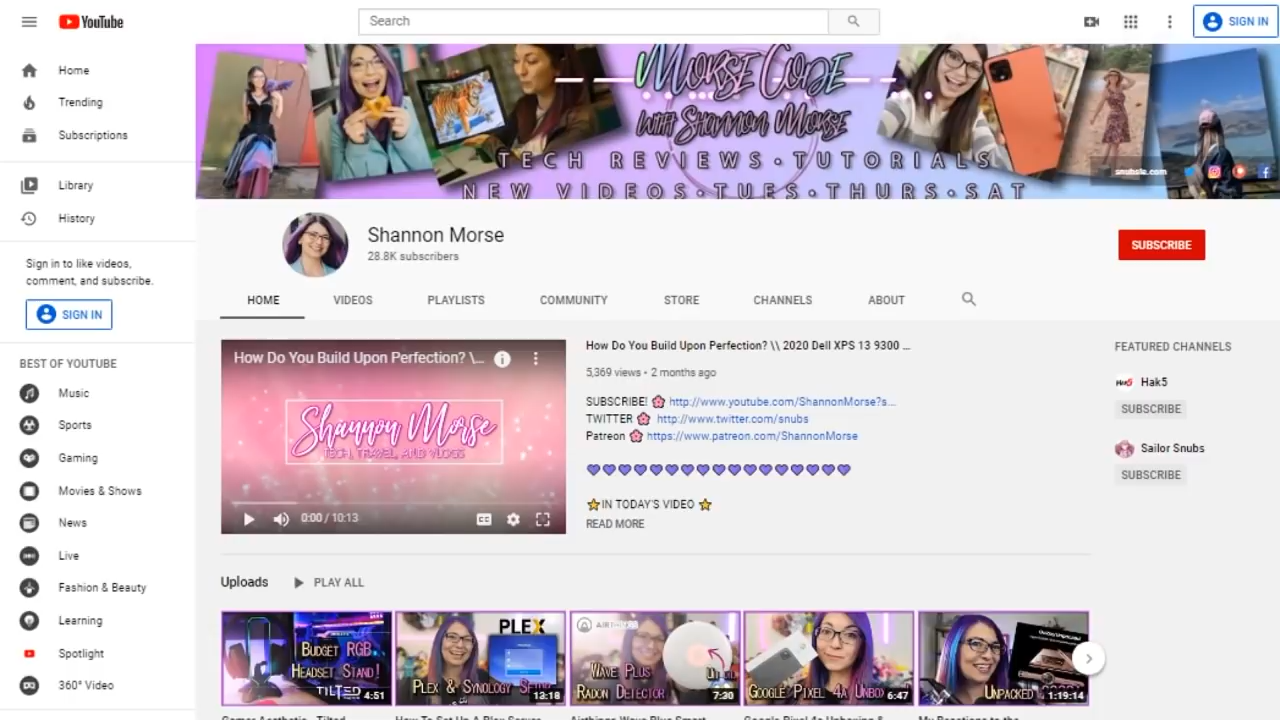 YouTube
Search
SIGN IN
Home
Trending
Subscriptions
Library
History
Sign in to like videos,
comment, and subscribe.
SIGN IN
BEST OF YOUTUBE
Music
Sports
Gaming
Movies & Shows
News
Live
Fashion & Beauty
Learning
Spotlight
360° Video
MORSE CODE
WITH SHANNON MORSE
TECH REVIEWS•TUTORIALS
NEW VIDEOS•TUES•THURS•SAT
snubsie.com
Shannon Morse
28.8K subscribers
SUBSCRIBE
HOME
VIDEOS
PLAYLISTS
COMMUNITY
STORE
CHANNELS
ABOUT
How Do You Build Upon Perfection? \...
Shannon Morse
TECH, TRAVEL, AND VLOGS
0:00 / 10:13
How Do You Build Upon Perfection? \\ 2020 Dell XPS 13 9300 ...
5,369 views • 2 months ago
SUBSCRIBE! 🌸 http://www.youtube.com/ShannonMorse?s...
TWITTER 🌸 http://www.twitter.com/snubs
Patreon 🌸 https://www.patreon.com/ShannonMorse
💜💜💜💜💜💜💜💜💜💜💜💜💜💜💜💜💜
⭐IN TODAY'S VIDEO ⭐
READ MORE
FEATURED CHANNELS
Hak5
SUBSCRIBE
Sailor Snubs
SUBSCRIBE
Uploads
PLAY ALL
BUDGET RGB
HEADSET STAND!
TILTED
4:51
PLEX
PLEX & SYNOLOGY
13:18
WAVE PLUS
RADON DETECTOR
7:30
GOOGLE PIXEL 4A UNBOX
6:47
UNPACKED
1:19:14